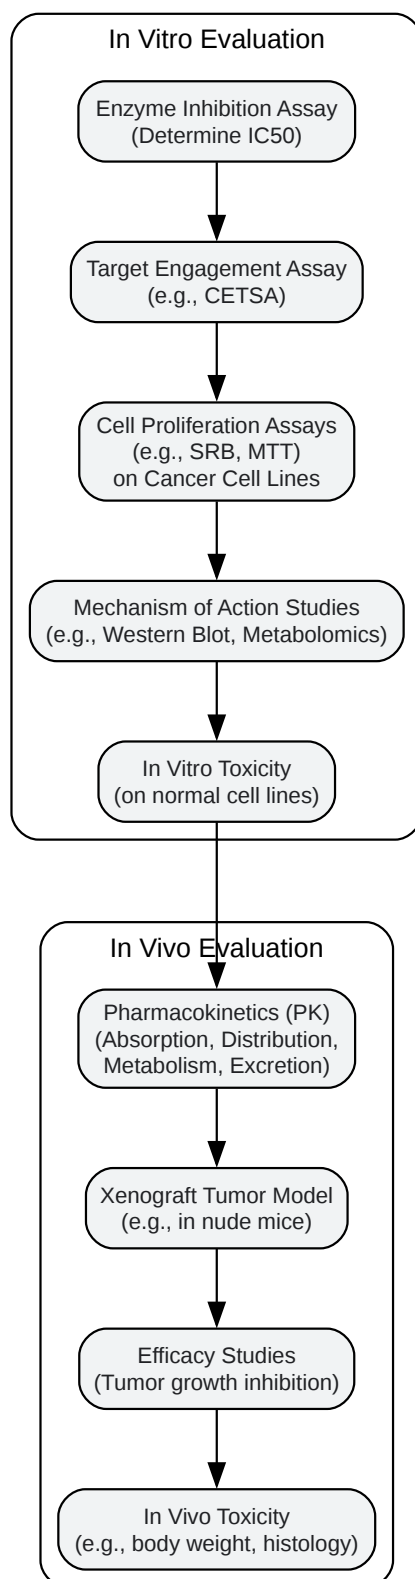 In Vitro Evaluation
Enzyme Inhibition Assay
(Determine IC50)
Target Engagement Assay
(e.g., CETSA)
Cell Proliferation Assays
(e.g., SRB, MTT)
on Cancer Cell Lines
Mechanism of Action Studies
(e.g., Western Blot, Metabolomics)
In Vitro Toxicity
(on normal cell lines)
In Vivo Evaluation
Pharmacokinetics (PK)
(Absorption, Distribution,
Metabolism, Excretion)
Xenograft Tumor Model
(e.g., in nude mice)
Efficacy Studies
(Tumor growth inhibition)
In Vivo Toxicity
(e.g., body weight, histology)